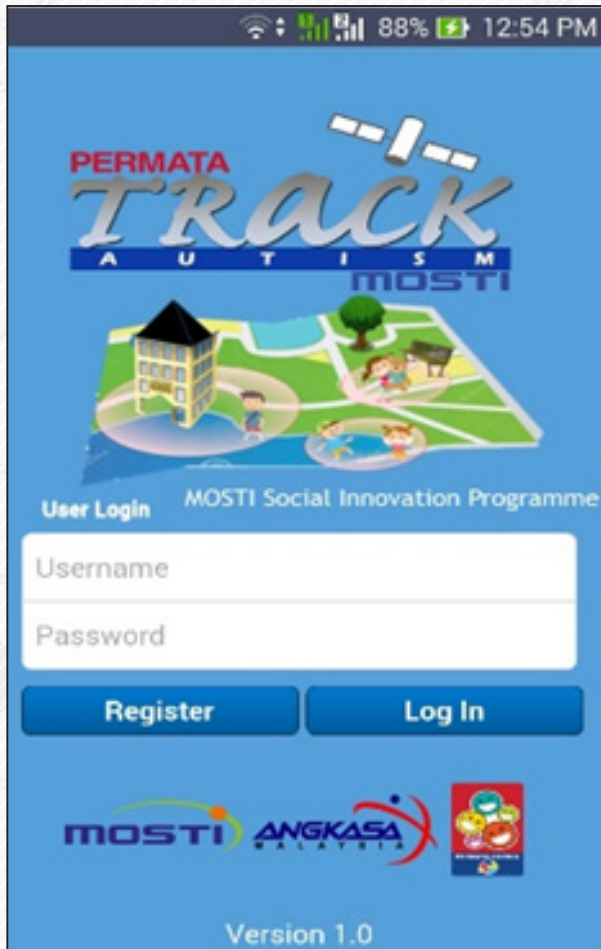 88% 12:54 PM
PERMATA
TRACK
AUTISM
MOSTI
MOSTI Social Innovation Programme
User Login
Username
Password
Register
Log In
MOSTI
ANGKASA
MALAYSIA
Version 1.0